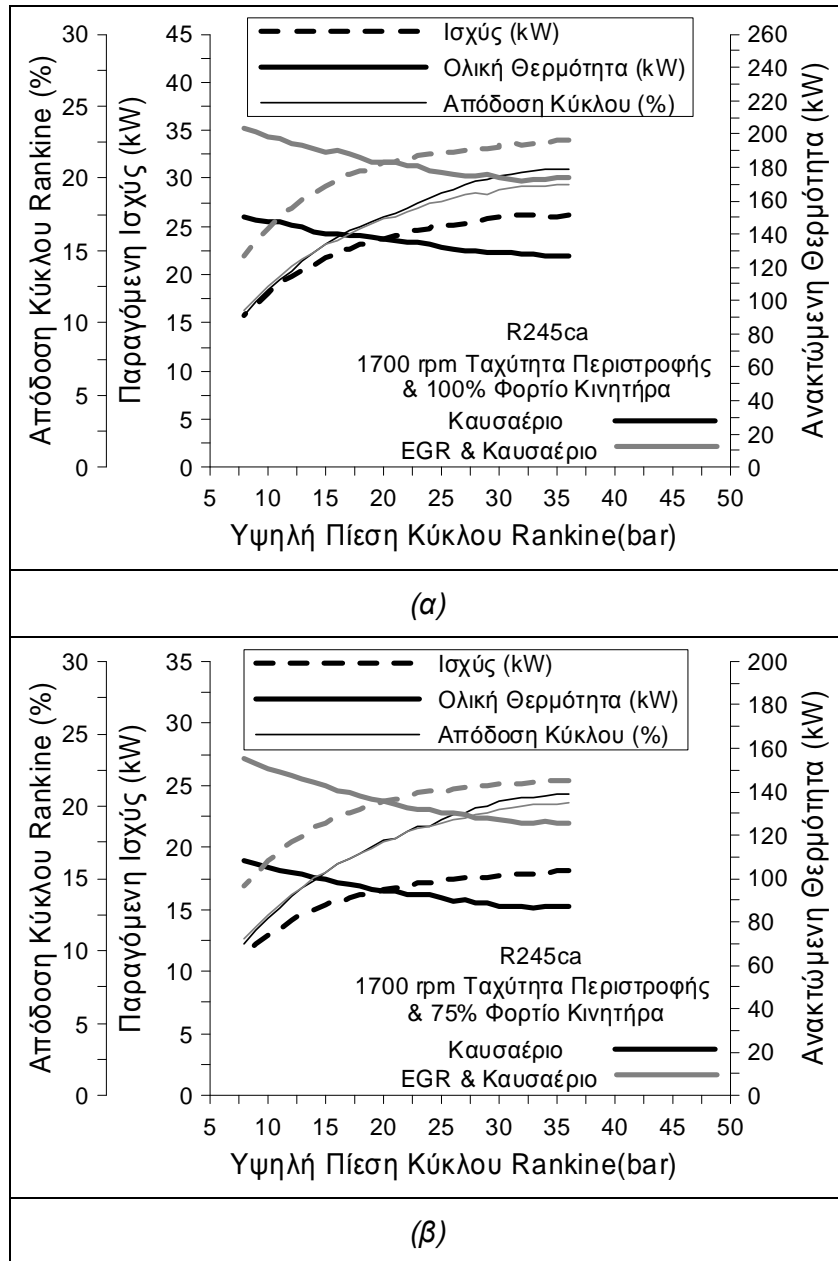 Ισχύς (kW)
Ολική Θερμότητα (kW)
Απόδοση Κύκλου (%)
Απόδοση Κύκλου Rankine (%)
30
25
20
15
10
5
0
Παραγόμενη Ισχύς (kW)
45
40
35
30
25
20
15
10
5
0
R245ca
1700 rpm Ταχύτητα Περιστροφής
& 100% Φορτίο Κινητήρα
Καυσαέριο
EGR & Καυσαέριο
260
240
220
200
180
160
140
120
100
80
60
40
20
0
Ανακτώμενη Θερμότητα (kW)
5 10 15 20 25 30 35 40 45 50
Υψηλή Πίεση Κύκλου Rankine(bar)
(α)
Ισχύς (kW)
Ολική Θερμότητα (kW)
Απόδοση Κύκλου (%)
Απόδοση Κύκλου Rankine (%)
30
25
20
15
10
5
0
Παραγόμενη Ισχύς (kW)
35
30
25
20
15
10
5
0
R245ca
1700 rpm Ταχύτητα Περιστροφής
& 75% Φορτίο Κινητήρα
Καυσαέριο
EGR & Καυσαέριο
200
180
160
140
120
100
80
60
40
20
0
Ανακτώμενη Θερμότητα (kW)
5 10 15 20 25 30 35 40 45 50
Υψηλή Πίεση Κύκλου Rankine(bar)
(β)